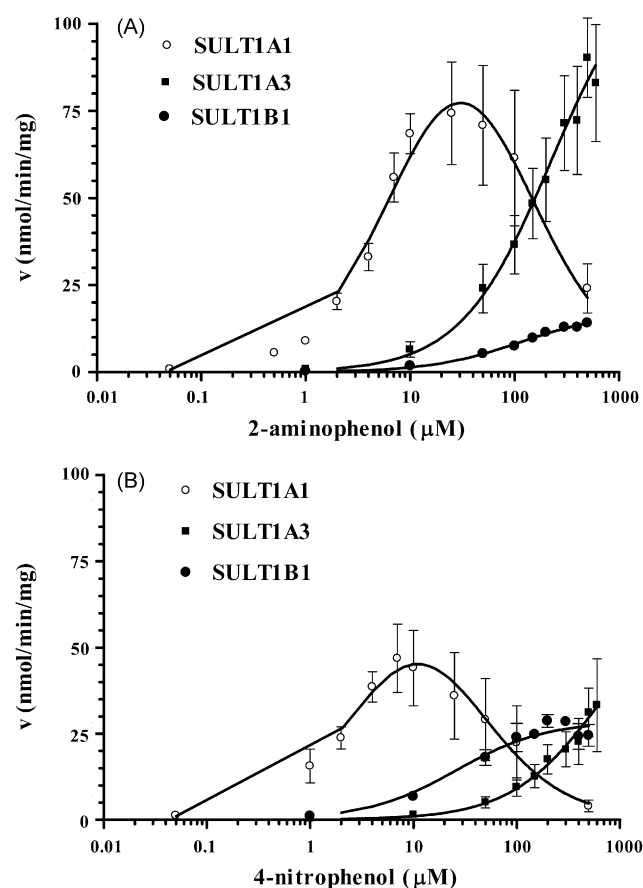 (A)
SULT1A1
SULT1A3
SULT1B1
v (nmol/min/mg)
100
75
50
25
0
0.01 0.1 1 10 100 1000
2-aminophenol (μM)
(B)
SULT1A1
SULT1A3
SULT1B1
v (nmol/min/mg)
100
75
50
25
0
0.01 0.1 1 10 100 1000
4-nitrophenol (μM)